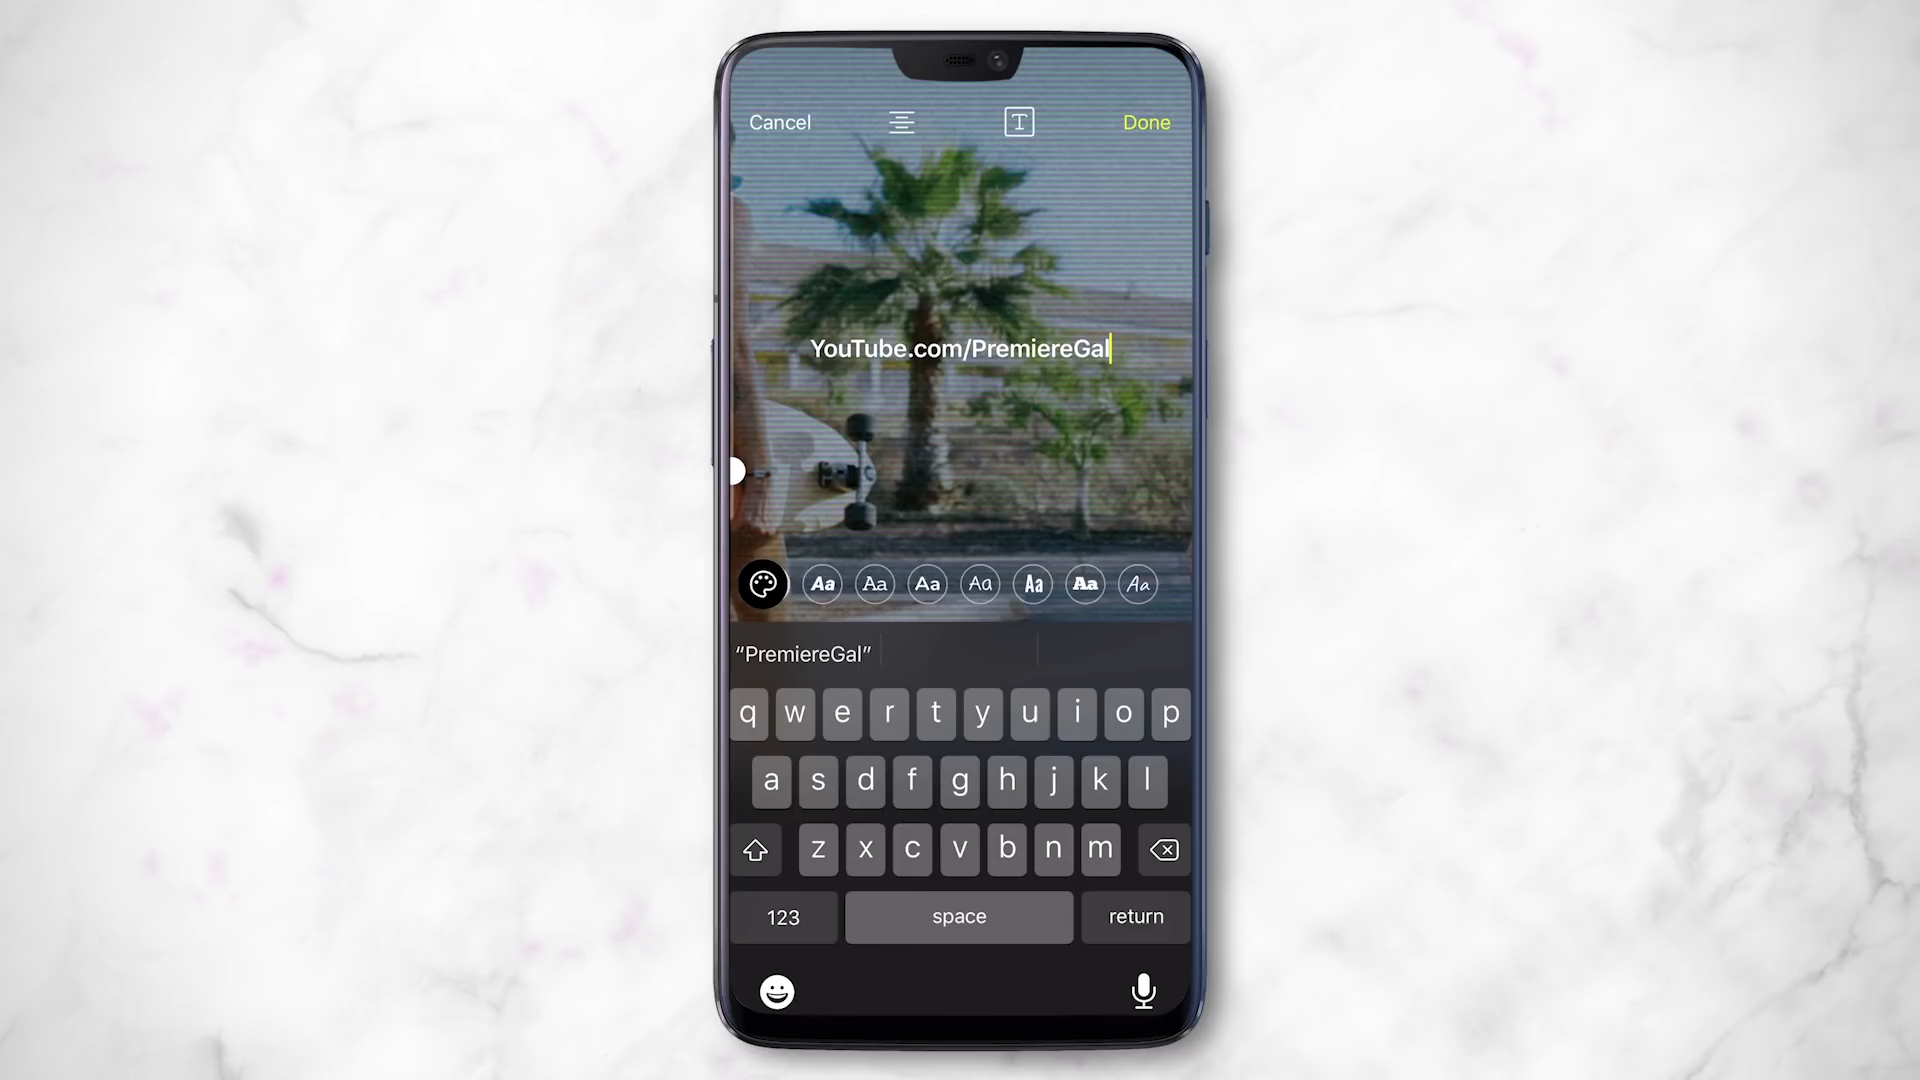 Cancel
Done
YouTube.com/PremiereGal
Aa Aa Aa Aa Aa Aa Aa
“PremiereGal”
q w e r t y u i o p
a s d f g h j k l
z x c v b n m
123 space return